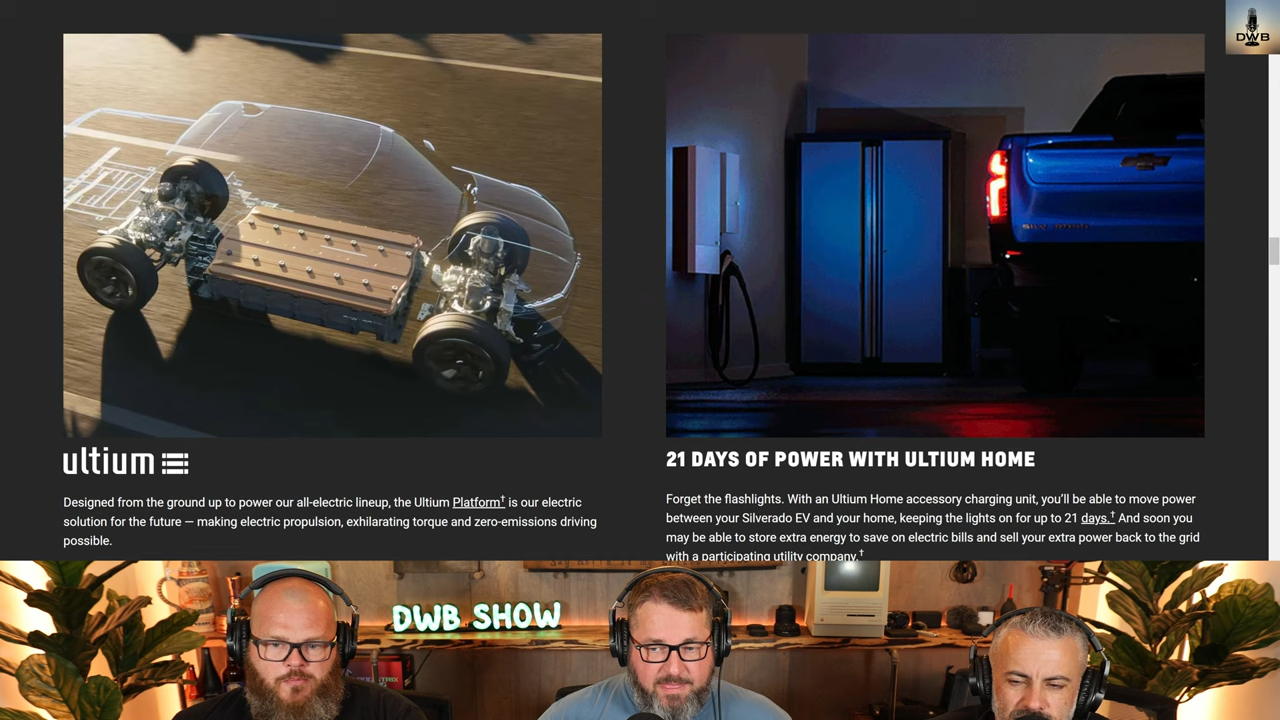 DWB
ultium
Designed from the ground up to power our all-electric lineup, the Ultium Platform† is our electric
solution for the future — making electric propulsion, exhilarating torque and zero-emissions driving
possible.
21 DAYS OF POWER WITH ULTIUM HOME
Forget the flashlights. With an Ultium Home accessory charging unit, you’ll be able to move power
between your Silverado EV and your home, keeping the lights on for up to 21 days.† And soon you
may be able to store extra energy to save on electric bills and sell your extra power back to the grid
with a participating utility company.†
DWB SHOW